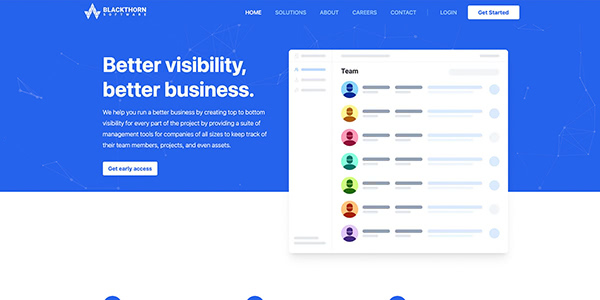 BLACKTHORN
SOFTWARE
HOME SOLUTIONS ABOUT CAREERS CONTACT LOGIN Get Started
Better visibility,
better business.
We help you run a better business by creating top to bottom
visibility for every part of the project by providing a suite of
management tools for companies of all sizes to keep track of
their team members, projects, and even assets.
Get early access
Team